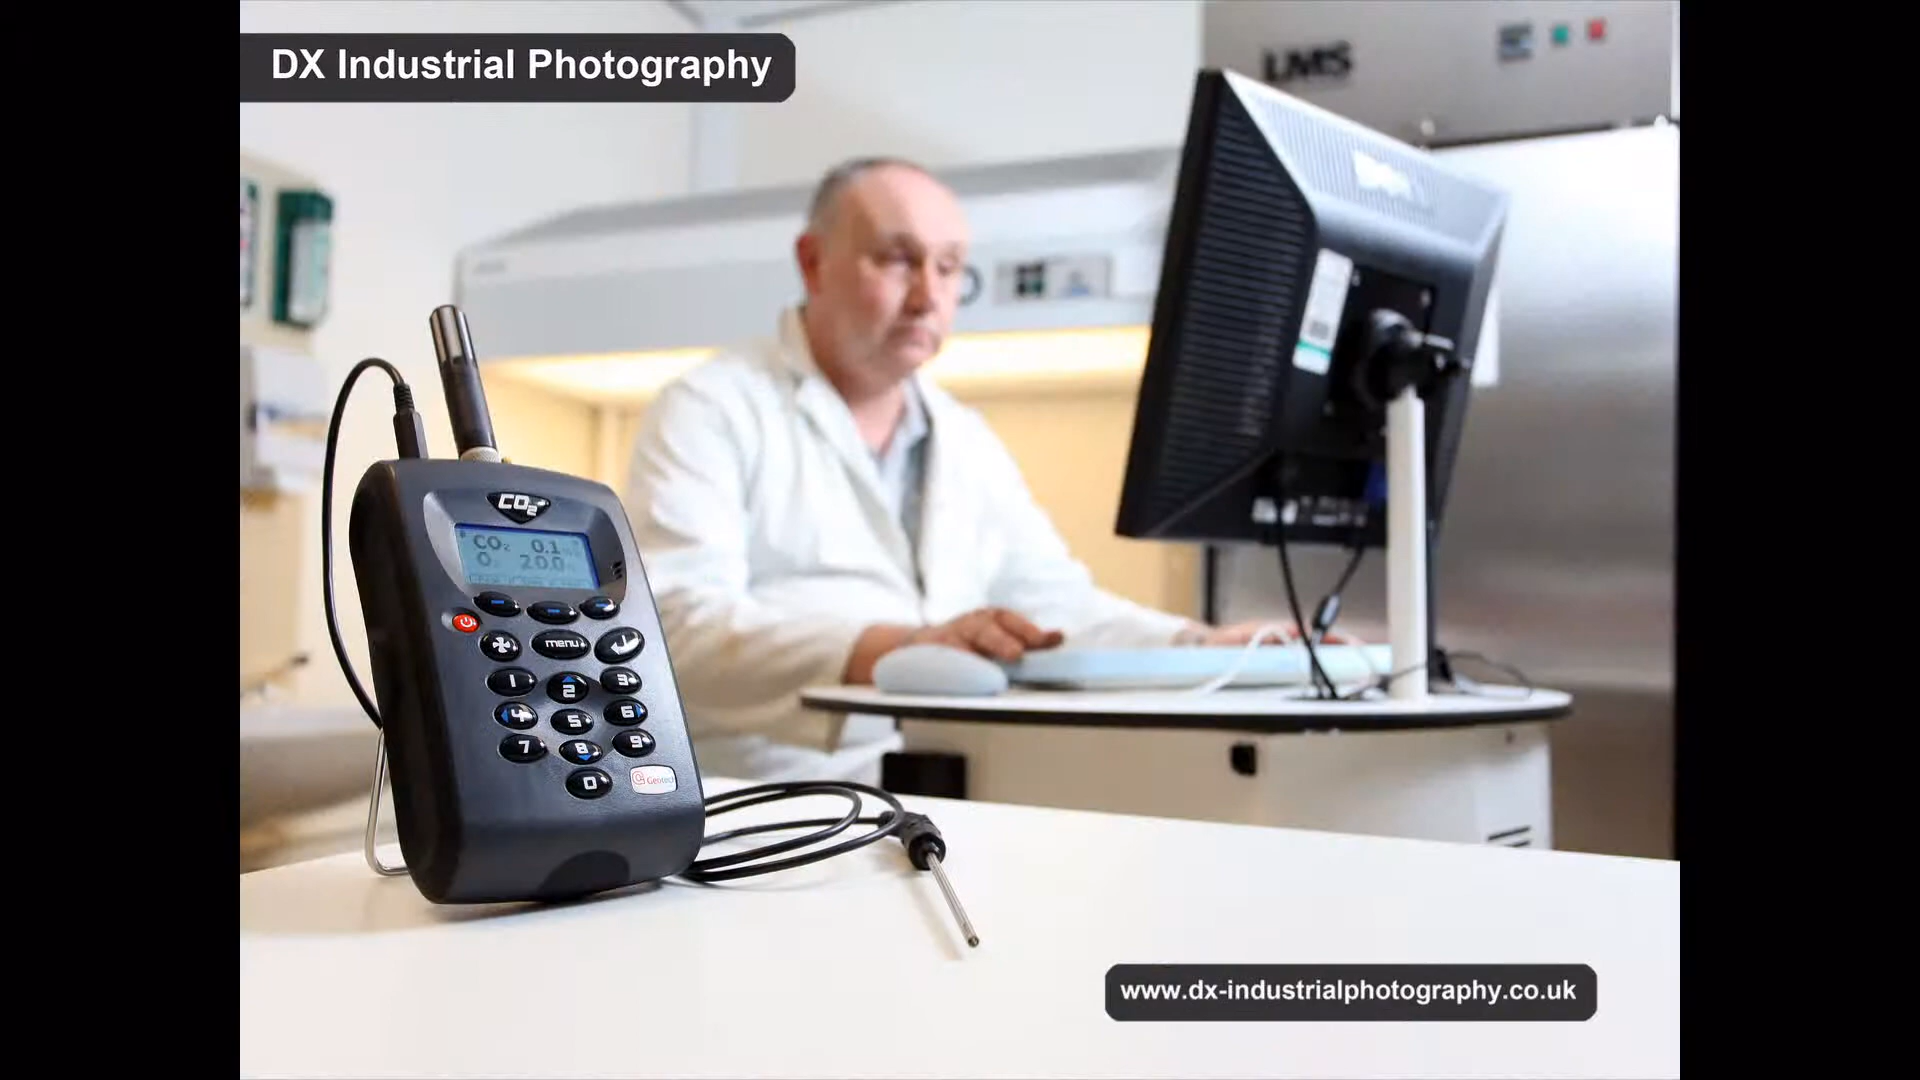 DX Industrial Photography
LMS
CO2
CO2 0.1
O2 20.0
menu
1 2 3
4 5 6
7 8 9
0
Geotech
www.dx-industrialphotography.co.uk